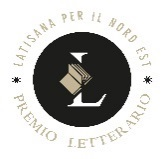 LATISANA PER IL NORD EST
L
PREMIO LETTERARIO